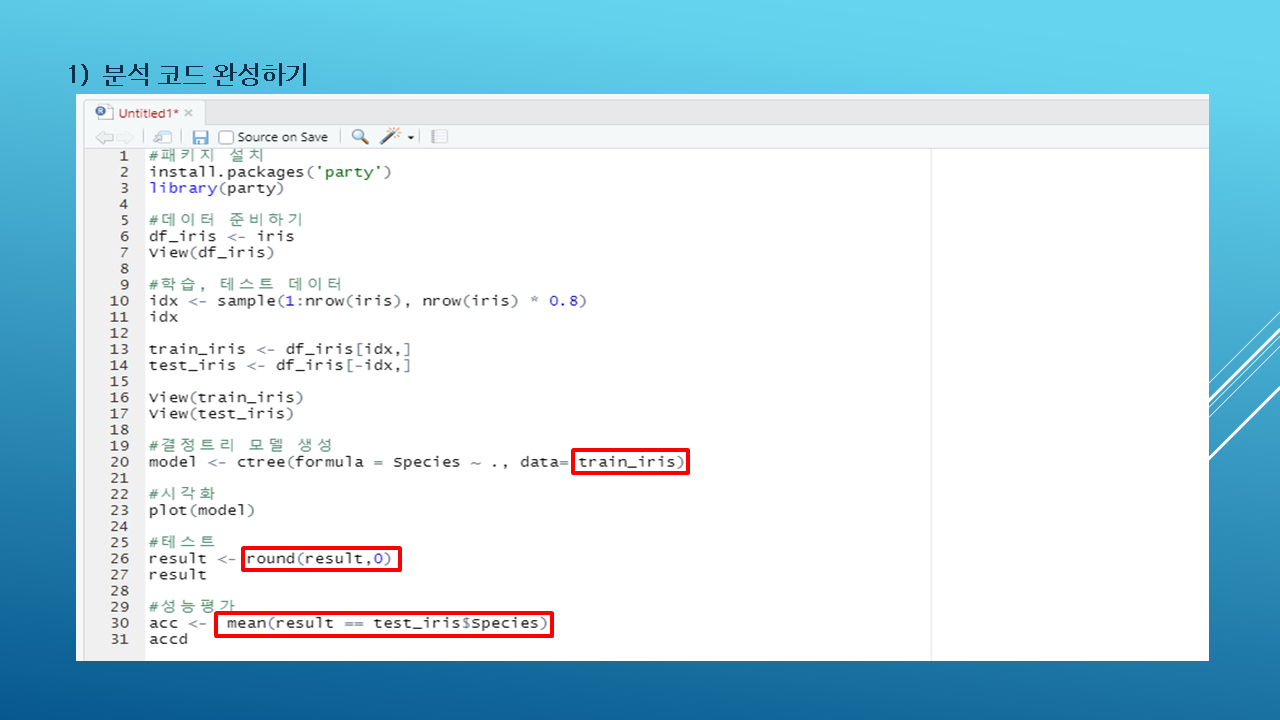 1) 분석 코드 완성하기
Untitled1*
Source on Save
1 #패키지 설치
2 install.packages('party')
3 library(party)
4
5 #데이터 준비하기
6 df_iris <- iris
7 View(df_iris)
8
9 #학습, 테스트 데이터
10 idx <- sample(1:nrow(iris), nrow(iris) * 0.8)
11 idx
12
13 train_iris <- df_iris[idx,]
14 test_iris <- df_iris[-idx,]
15
16 View(train_iris)
17 View(test_iris)
18
19 #결정트리 모델 생성
20 model <- ctree(formula = Species ~ ., data= train_iris)
21
22 #시각화
23 plot(model)
24
25 #테스트
26 result <- round(result,0)
27 result
28
29 #성능평가
30 acc <- mean(result == test_iris$Species)
31 accd